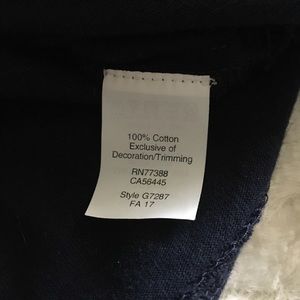 100% Cotton
Exclusive of
Decoration/Trimming
RN77388
CA56445
Style G7287
FA 17